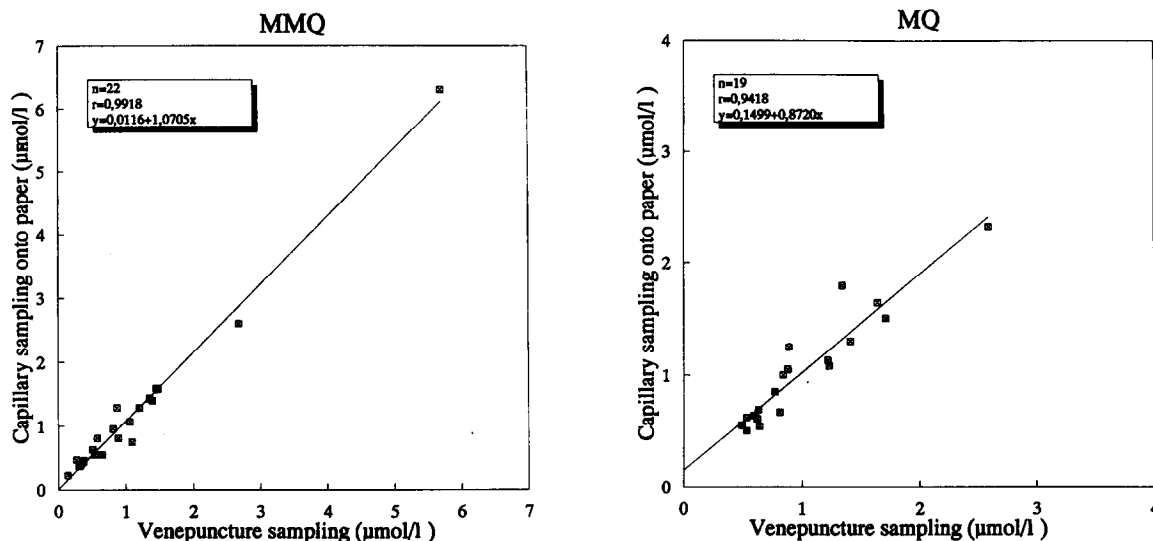 MMQ
7
6
5
4
3
2
1
0
n=22
r=0,9918
y=0,0116+1,0705x
Capillary sampling onto paper (µmol/l )
0 1 2 3 4 5 6 7
Venepuncture sampling (µmol/l )
MQ
4
3
2
1
0
n=19
r=0,9418
y=0,1499+0,8720x
Capillary sampling onto paper (µmol/l )
0 1 2 3 4
Venepuncture sampling (µmol/l )